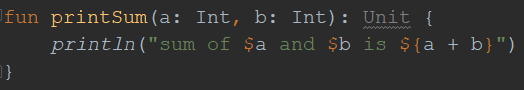 fun printSum(a: Int, b: Int): Unit {
    println("sum of $a and $b is ${a + b}")
}